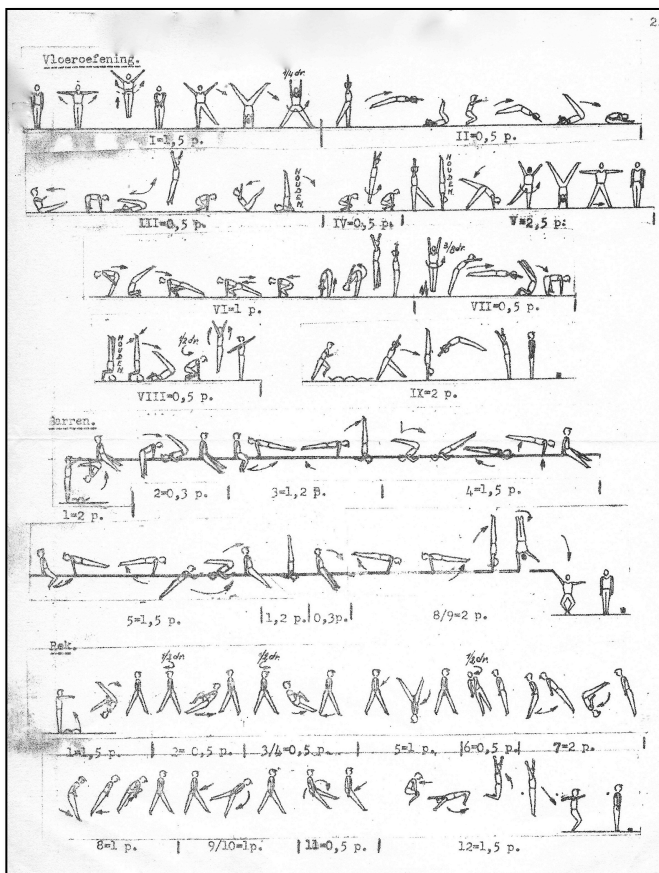 2.
Vloeroefening.
1/4 dr.
I=1,5 p. II=0,5 p.
HOUDEN.
HOUDEN.
III=0,5 p. IV=0,5 p. V=2,5 p.
3/8 dr.
VI=1 p. VII=0,5 p.
HOUDEN.
1/2 dr.
VIII=0,5 p. IX=2 p.
Barren.
1=2 p. 2=0,3 p. 3=1,2 p. 4=1,5 p.
5=1,5 p. 1,2 p. 0,3p. 8/9=2 p.
Rek.
1/2 dr. 1/2 dr. 1/2 dr.
1=1,5 p. 2=0,5 p. 3/4=0,5 p. 5=1 p. 6=0,5 p. 7=2 p.
8=1 p. 9/10=1p. 11=0,5 p. 12=1,5 p.